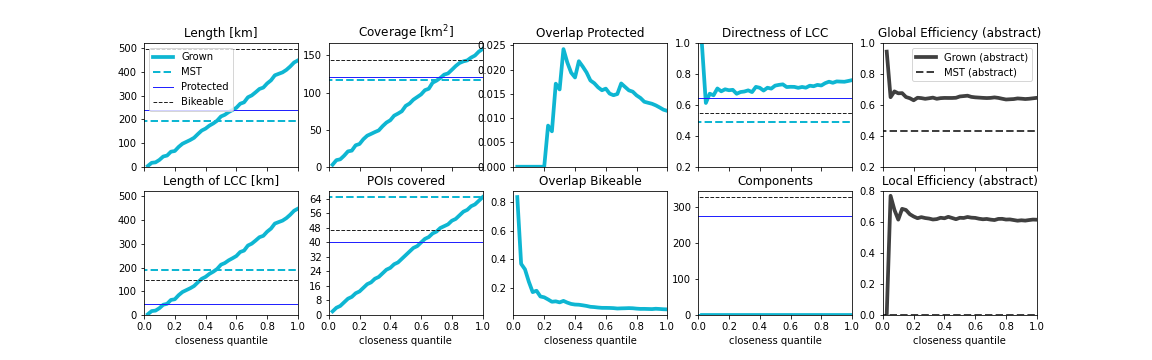 Length [km]
Coverage [km²]
Overlap Protected
Directness of LCC
Global Efficiency (abstract)
500
400
300
200
100
0
Grown
MST
Protected
Bikeable
150
100
50
0
0.025
0.020
0.015
0.010
0.005
0.000
1.0
0.8
0.6
0.4
0.2
1.0
0.8
0.6
0.4
0.2
Grown (abstract)
MST (abstract)
Length of LCC [km]
POIs covered
Overlap Bikeable
Components
Local Efficiency (abstract)
500
400
300
200
100
0
64
56
48
40
32
24
16
8
0
0.8
0.6
0.4
0.2
300
200
100
0
0.8
0.6
0.4
0.2
0.0
0.0 0.2 0.4 0.6 0.8 1.0
0.0 0.2 0.4 0.6 0.8 1.0
0.0 0.2 0.4 0.6 0.8 1.0
0.0 0.2 0.4 0.6 0.8 1.0
0.0 0.2 0.4 0.6 0.8 1.0
closeness quantile
closeness quantile
closeness quantile
closeness quantile
closeness quantile